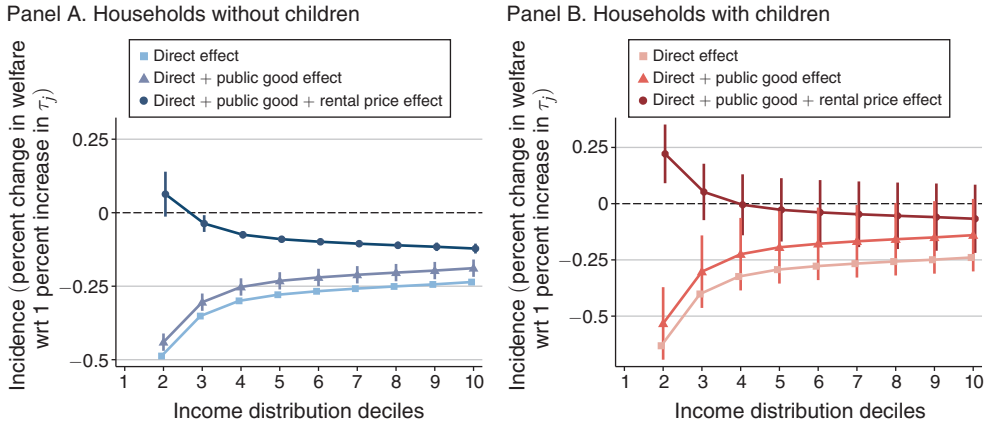 Panel A. Households without children
Direct effect
Direct + public good effect
Direct + public good + rental price effect
Incidence (percent change in welfare
wrt 1 percent increase in τj)
0.25
0
−0.25
−0.5
1 2 3 4 5 6 7 8 9 10
Income distribution deciles
Panel B. Households with children
Direct effect
Direct + public good effect
Direct + public good + rental price effect
Incidence (percent change in welfare
wrt 1 percent increase in τj)
0.25
0
−0.25
−0.5
1 2 3 4 5 6 7 8 9 10
Income distribution deciles